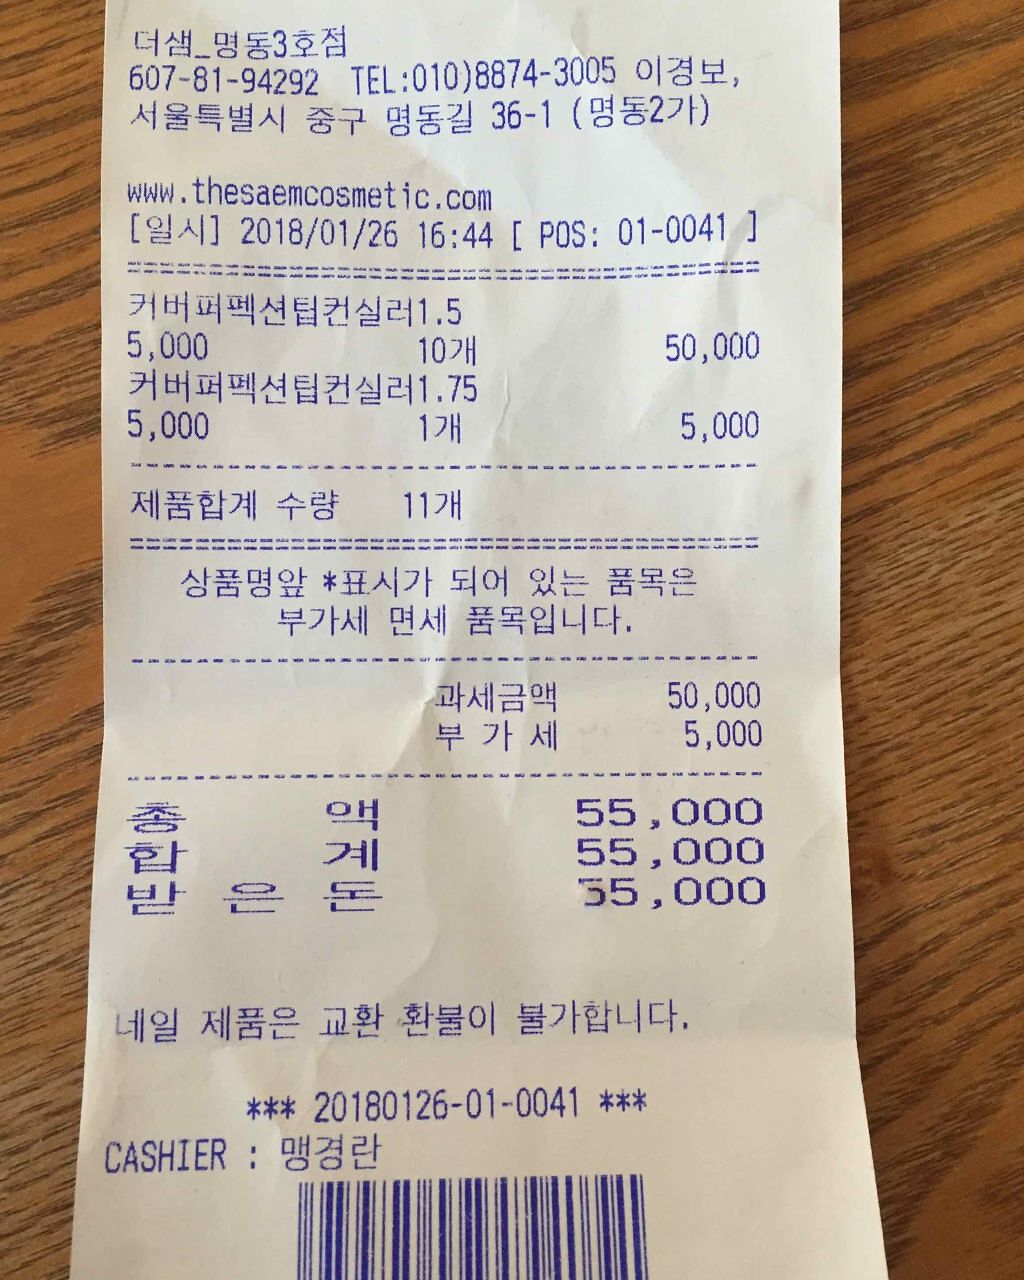 더샘_명동3호점
607-81-94292 TEL:010)8874-3005 이경보,
서울특별시 중구 명동길 36-1 (명동2가)
www.thesaemcosmetic.com
[일시] 2018/01/26 16:44 [ POS: 01-0041 ]
커버퍼펙션팁컨실러1.5
5,000 10개 50,000
커버퍼펙션팁컨실러1.75
5,000 1개 5,000
제품합계 수량 11개
상품명앞 *표시가 되어 있는 품목은
부가세 면세 품목입니다.
과세금액 50,000
부 가 세 5,000
총 액 55,000
합 계 55,000
받 은 돈 55,000
네일 제품은 교환 환불이 불가합니다.
*** 20180126-01-0041 ***
CASHIER : 맹경란